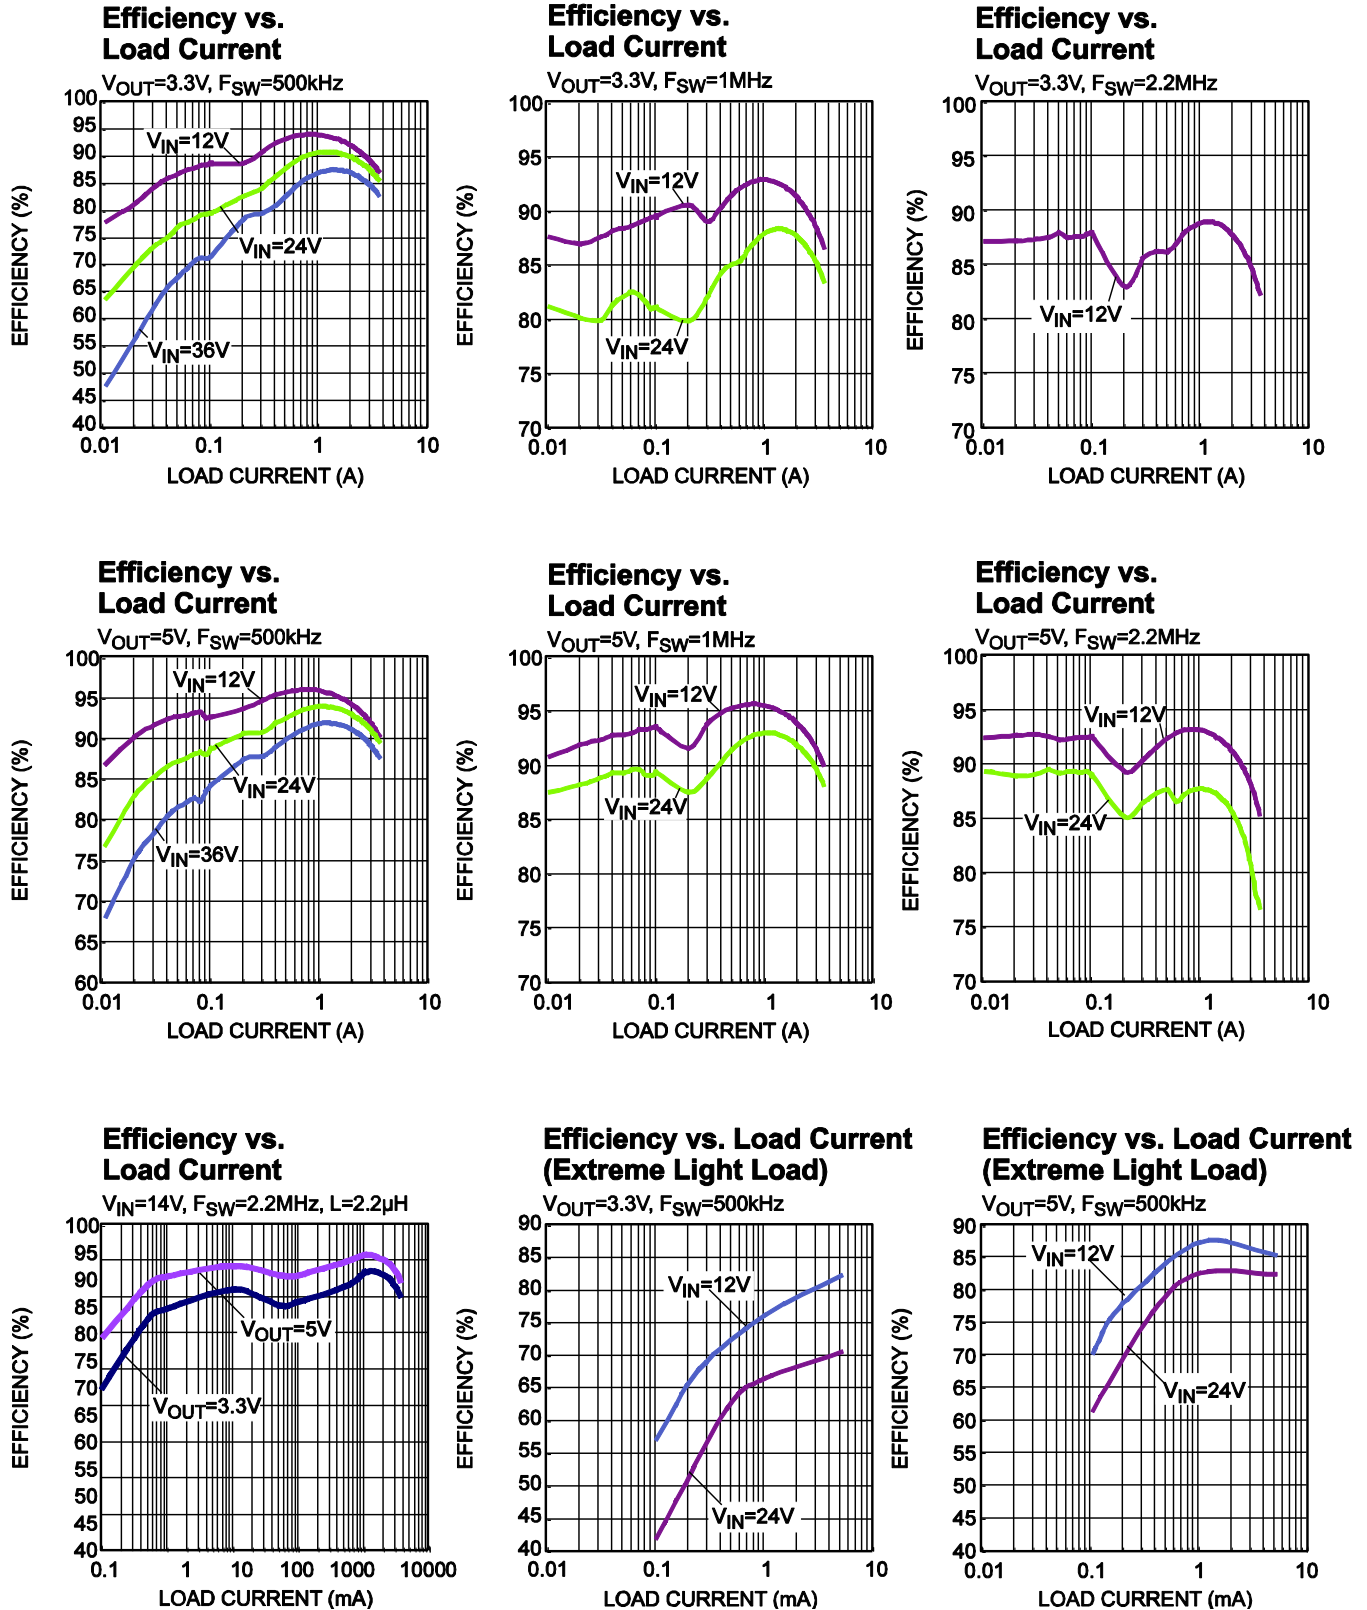 Efficiency vs.
Load Current
VOUT=3.3V, FSW=500kHz
100
95
90
85
80
75
70
65
60
55
50
45
40
EFFICIENCY (%)
VIN=12V
VIN=24V
VIN=36V
0.01 0.1 1 10
LOAD CURRENT (A)
Efficiency vs.
Load Current
VOUT=3.3V, FSW=1MHz
100
95
90
85
80
75
70
EFFICIENCY (%)
VIN=12V
VIN=24V
0.01 0.1 1 10
LOAD CURRENT (A)
Efficiency vs.
Load Current
VOUT=3.3V, FSW=2.2MHz
100
95
90
85
80
75
70
EFFICIENCY (%)
VIN=12V
0.01 0.1 1 10
LOAD CURRENT (A)
Efficiency vs.
Load Current
VOUT=5V, FSW=500kHz
100
95
90
85
80
75
70
65
60
EFFICIENCY (%)
VIN=12V
VIN=24V
VIN=36V
0.01 0.1 1 10
LOAD CURRENT (A)
Efficiency vs.
Load Current
VOUT=5V, FSW=1MHz
100
95
90
85
80
75
70
EFFICIENCY (%)
VIN=12V
VIN=24V
0.01 0.1 1 10
LOAD CURRENT (A)
Efficiency vs.
Load Current
VOUT=5V, FSW=2.2MHz
100
95
90
85
80
75
70
EFFICIENCY (%)
VIN=12V
VIN=24V
0.01 0.1 1 10
LOAD CURRENT (A)
Efficiency vs.
Load Current
VIN=14V, FSW=2.2MHz, L=2.2µH
100
95
90
85
80
75
70
65
60
55
50
45
40
EFFICIENCY (%)
VOUT=5V
VOUT=3.3V
0.1 1 10 100 1000 10000
LOAD CURRENT (mA)
Efficiency vs. Load Current
(Extreme Light Load)
VOUT=3.3V, FSW=500kHz
90
85
80
75
70
65
60
55
50
45
40
EFFICIENCY (%)
VIN=12V
VIN=24V
0.01 0.1 1 10
LOAD CURRENT (mA)
Efficiency vs. Load Current
(Extreme Light Load)
VOUT=5V, FSW=500kHz
90
85
80
75
70
65
60
55
50
45
40
EFFICIENCY (%)
VIN=12V
VIN=24V
0.01 0.1 1 10
LOAD CURRENT (mA)